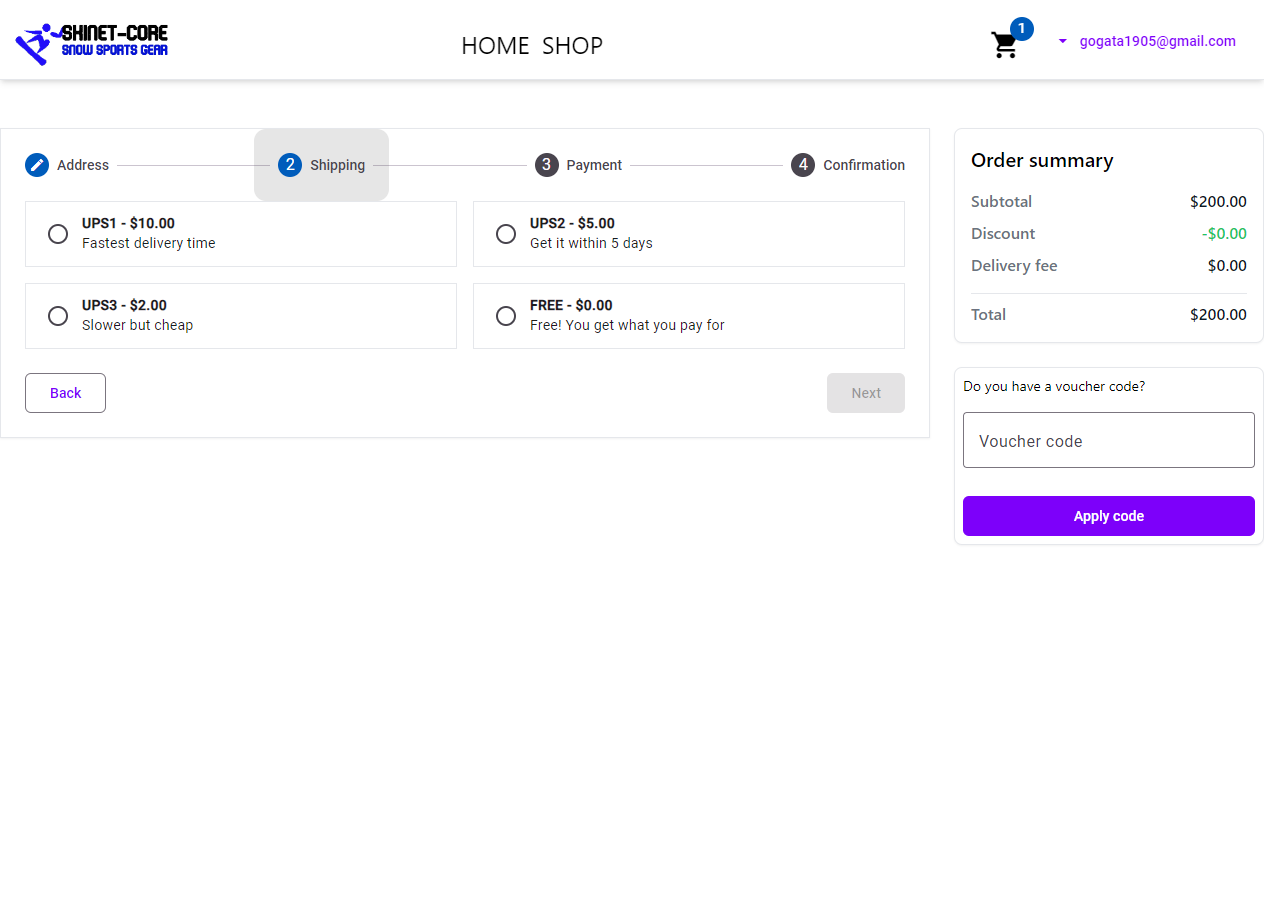 SKINET-CORE
SNOW SPORTS GEAR
HOME SHOP
1
gogata1905@gmail.com
Address
2 Shipping
3 Payment
4 Confirmation
UPS1 - $10.00
Fastest delivery time
UPS2 - $5.00
Get it within 5 days
UPS3 - $2.00
Slower but cheap
FREE - $0.00
Free! You get what you pay for
Back
Next
Order summary
Subtotal $200.00
Discount -$0.00
Delivery fee $0.00
Total $200.00
Do you have a voucher code?
Voucher code
Apply code